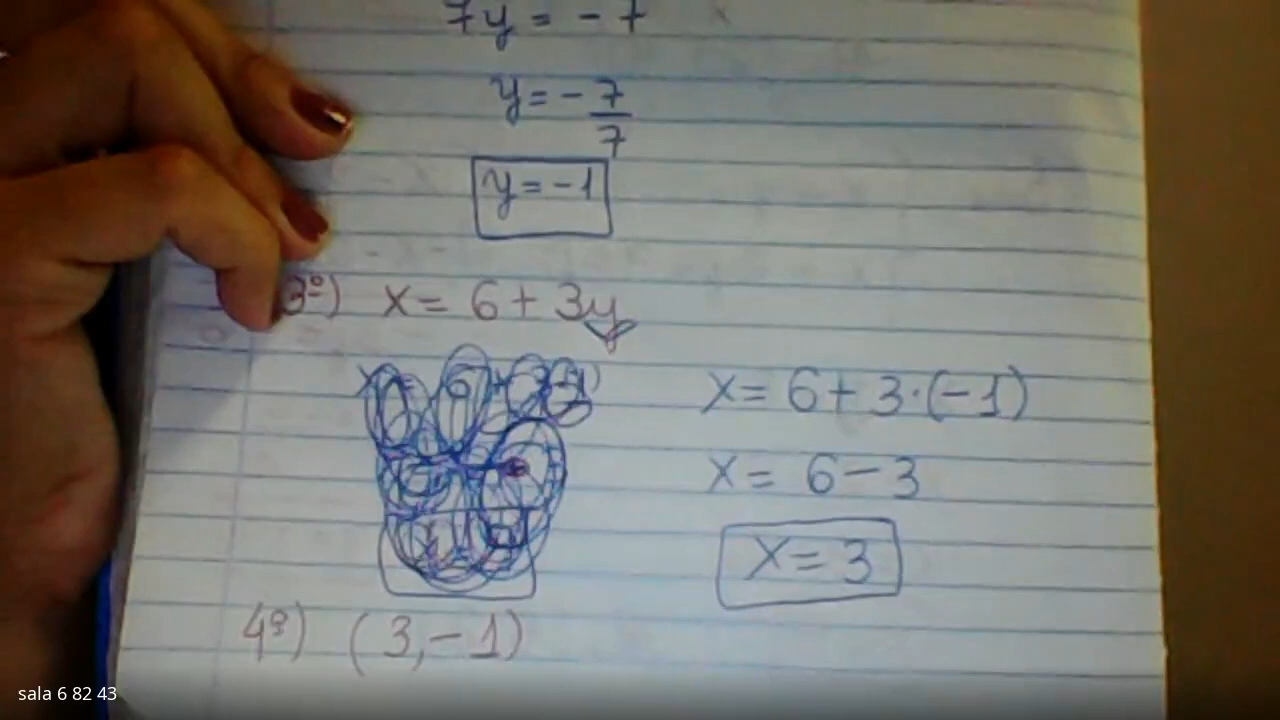 7y = -7
y = - 7/7
y = -1
3º) x = 6 + 3y
x = 6 + 3·(-1)
x = 6 - 3
x = 3
4º) (3, -1)
sala 6 82 43